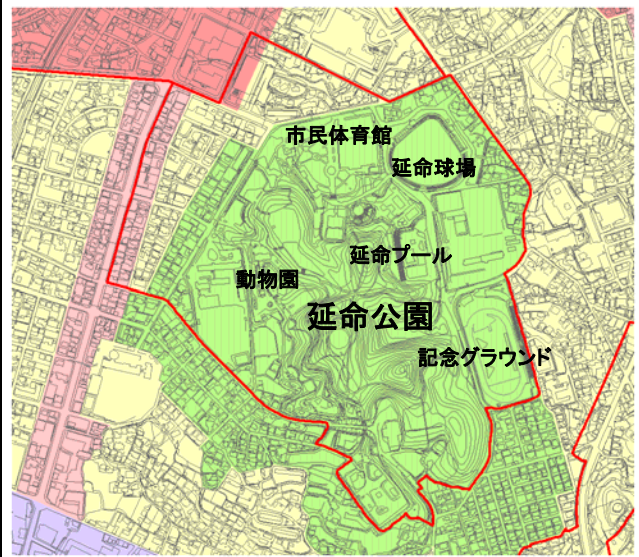 市民体育館
延命球場
延命プール
動物園
延命公園
記念グラウンド